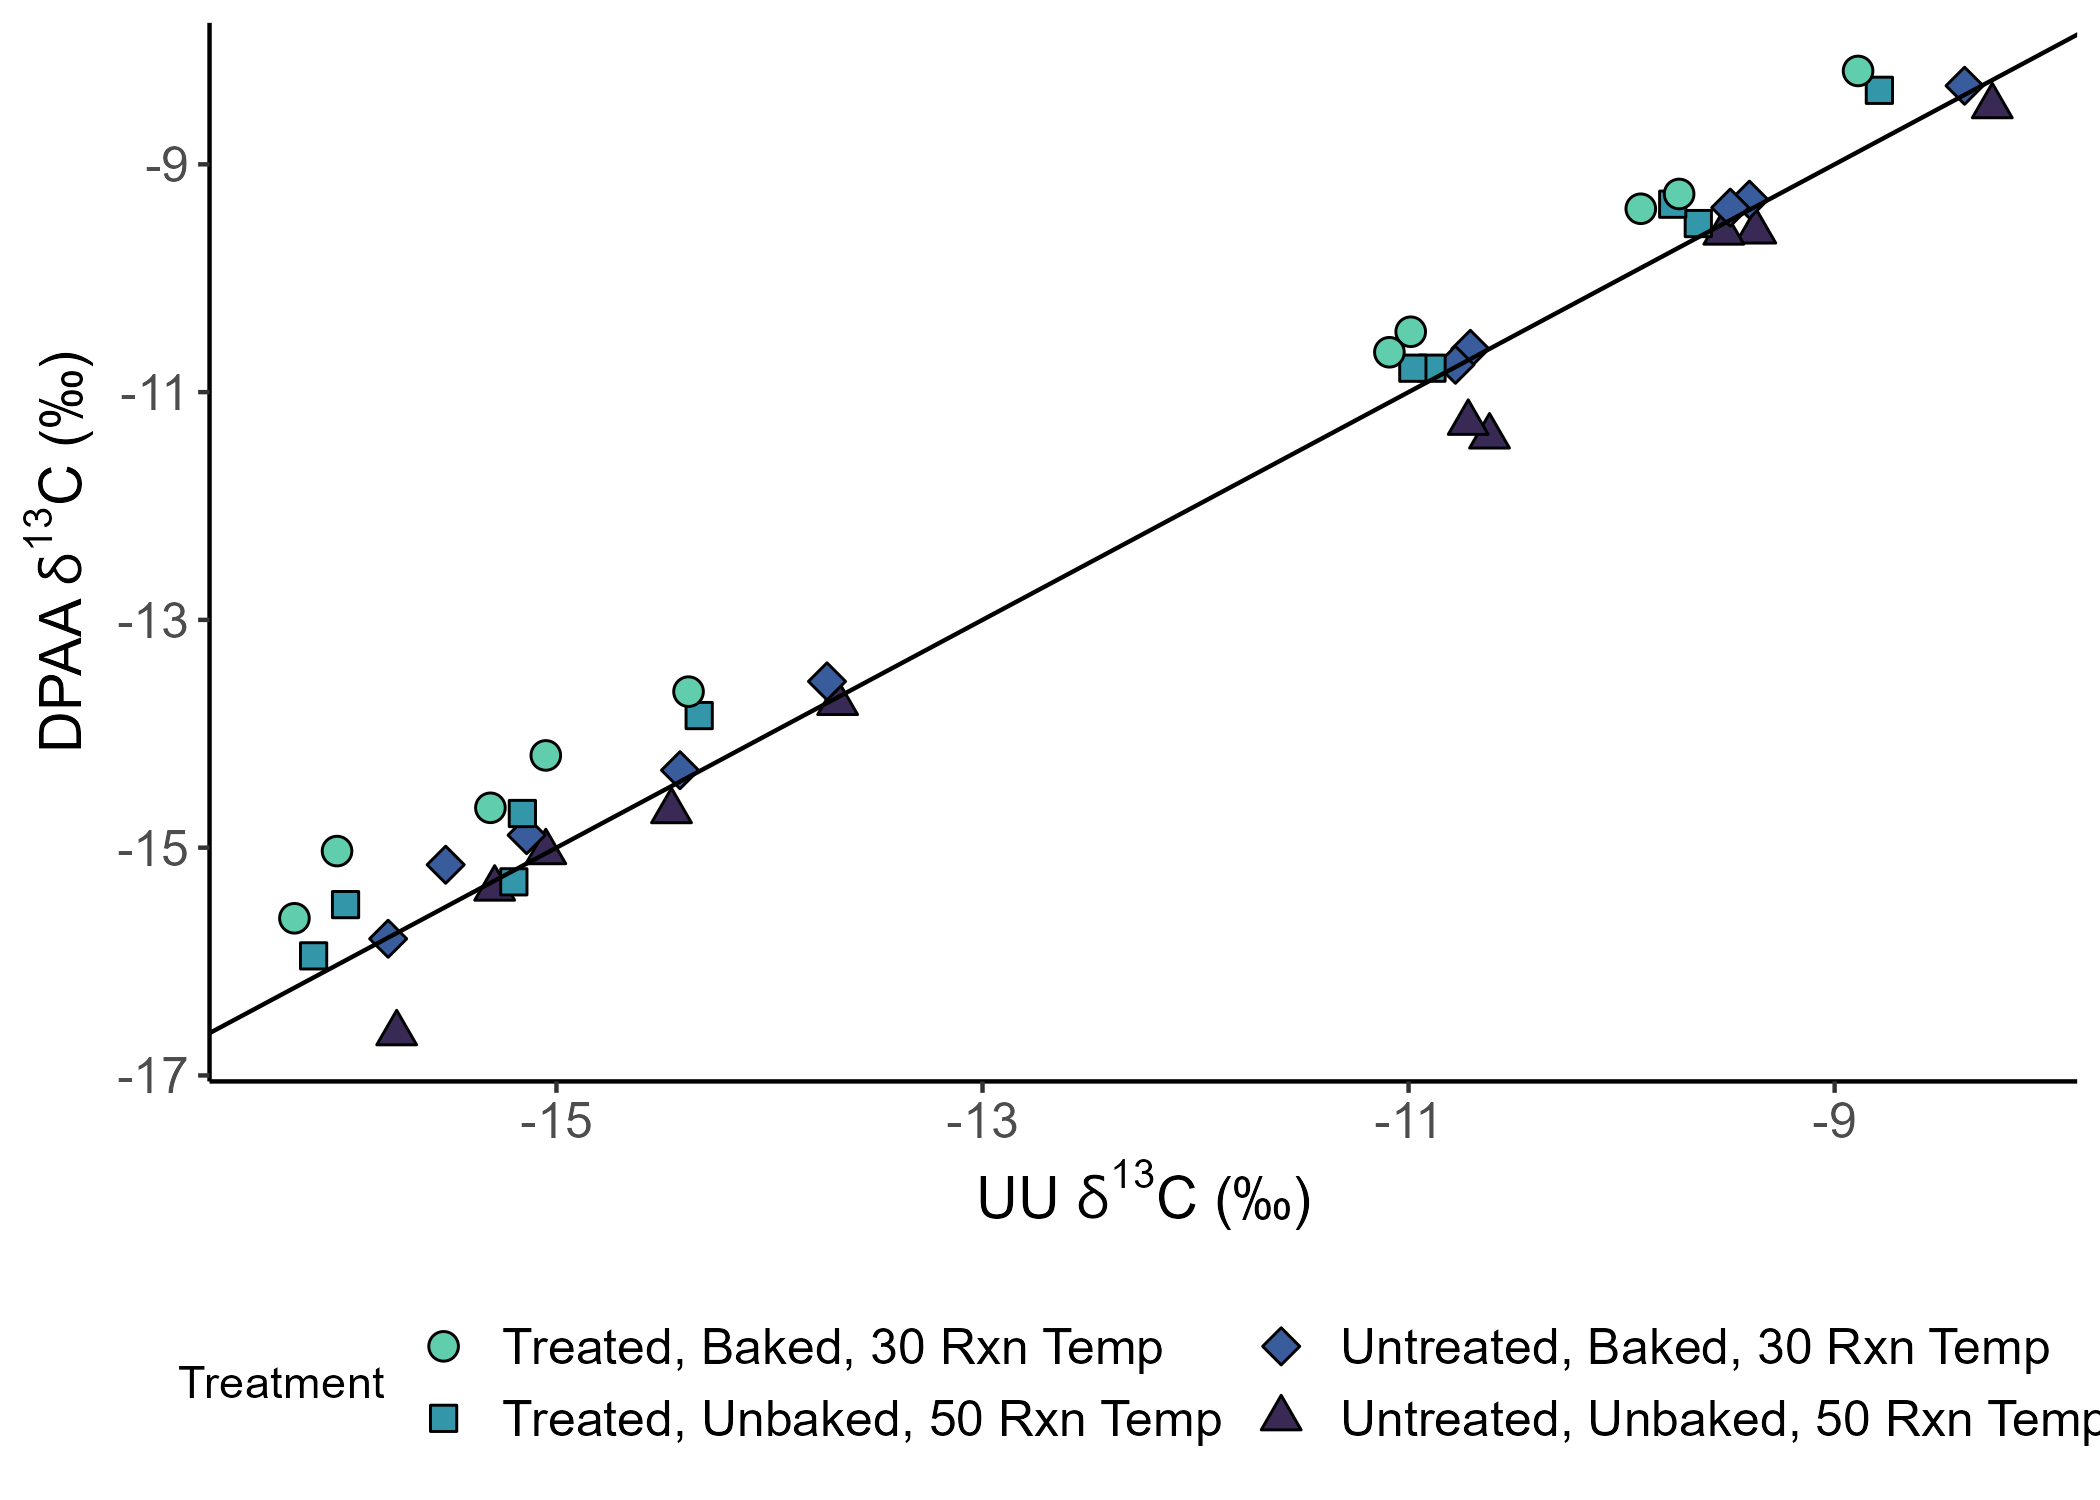 DPAA δ¹³C (‰)
-9
-11
-13
-15
-17
-15 -13 -11 -9
UU δ¹³C (‰)
Treatment
Treated, Baked, 30 Rxn Temp
Treated, Unbaked, 50 Rxn Temp
Untreated, Baked, 30 Rxn Temp
Untreated, Unbaked, 50 Rxn Temp